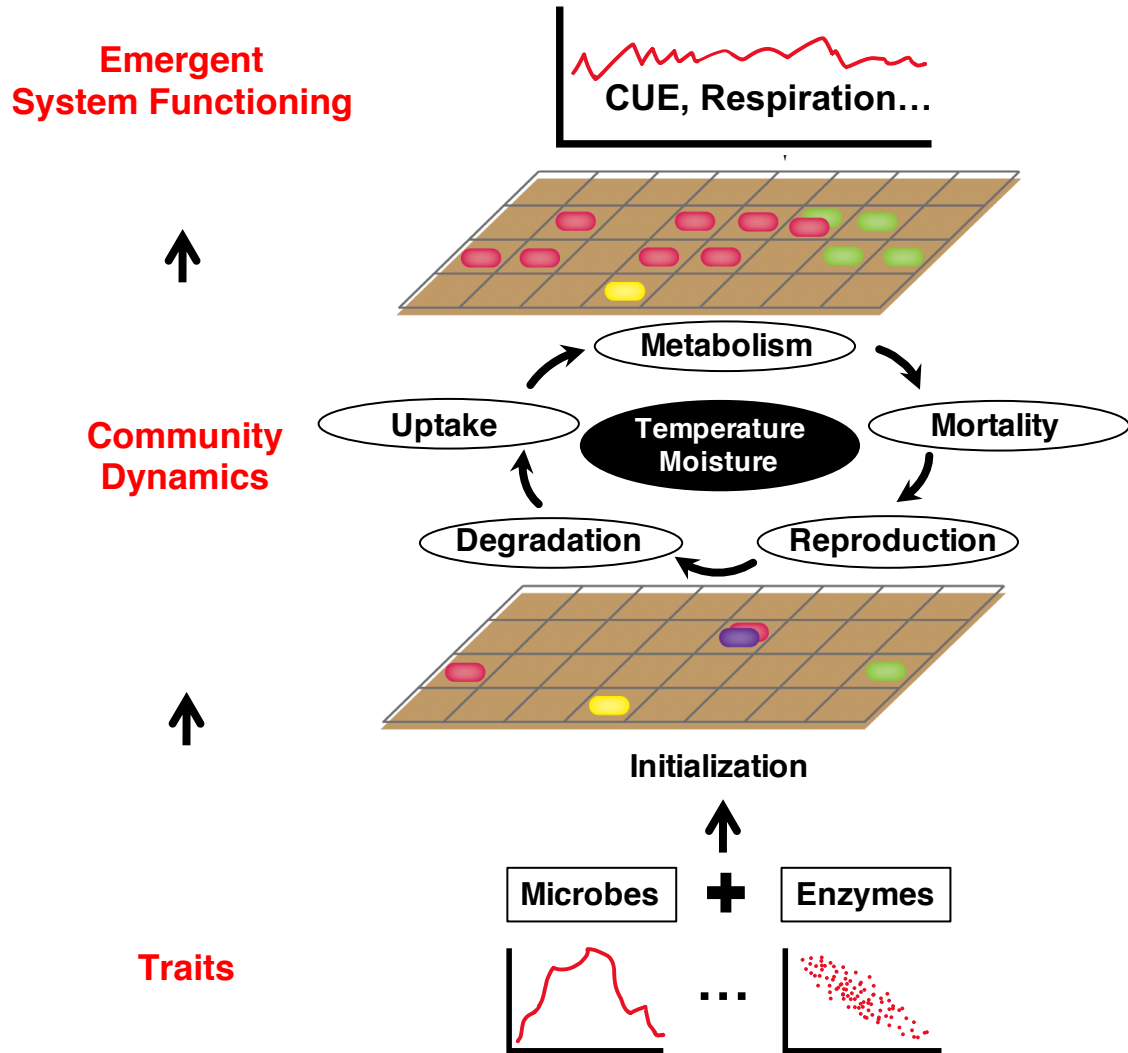 Emergent
System Functioning
CUE, Respiration…
Metabolism
Uptake
Temperature
Moisture
Mortality
Community
Dynamics
Degradation
Reproduction
Initialization
Microbes
+
Enzymes
Traits
…